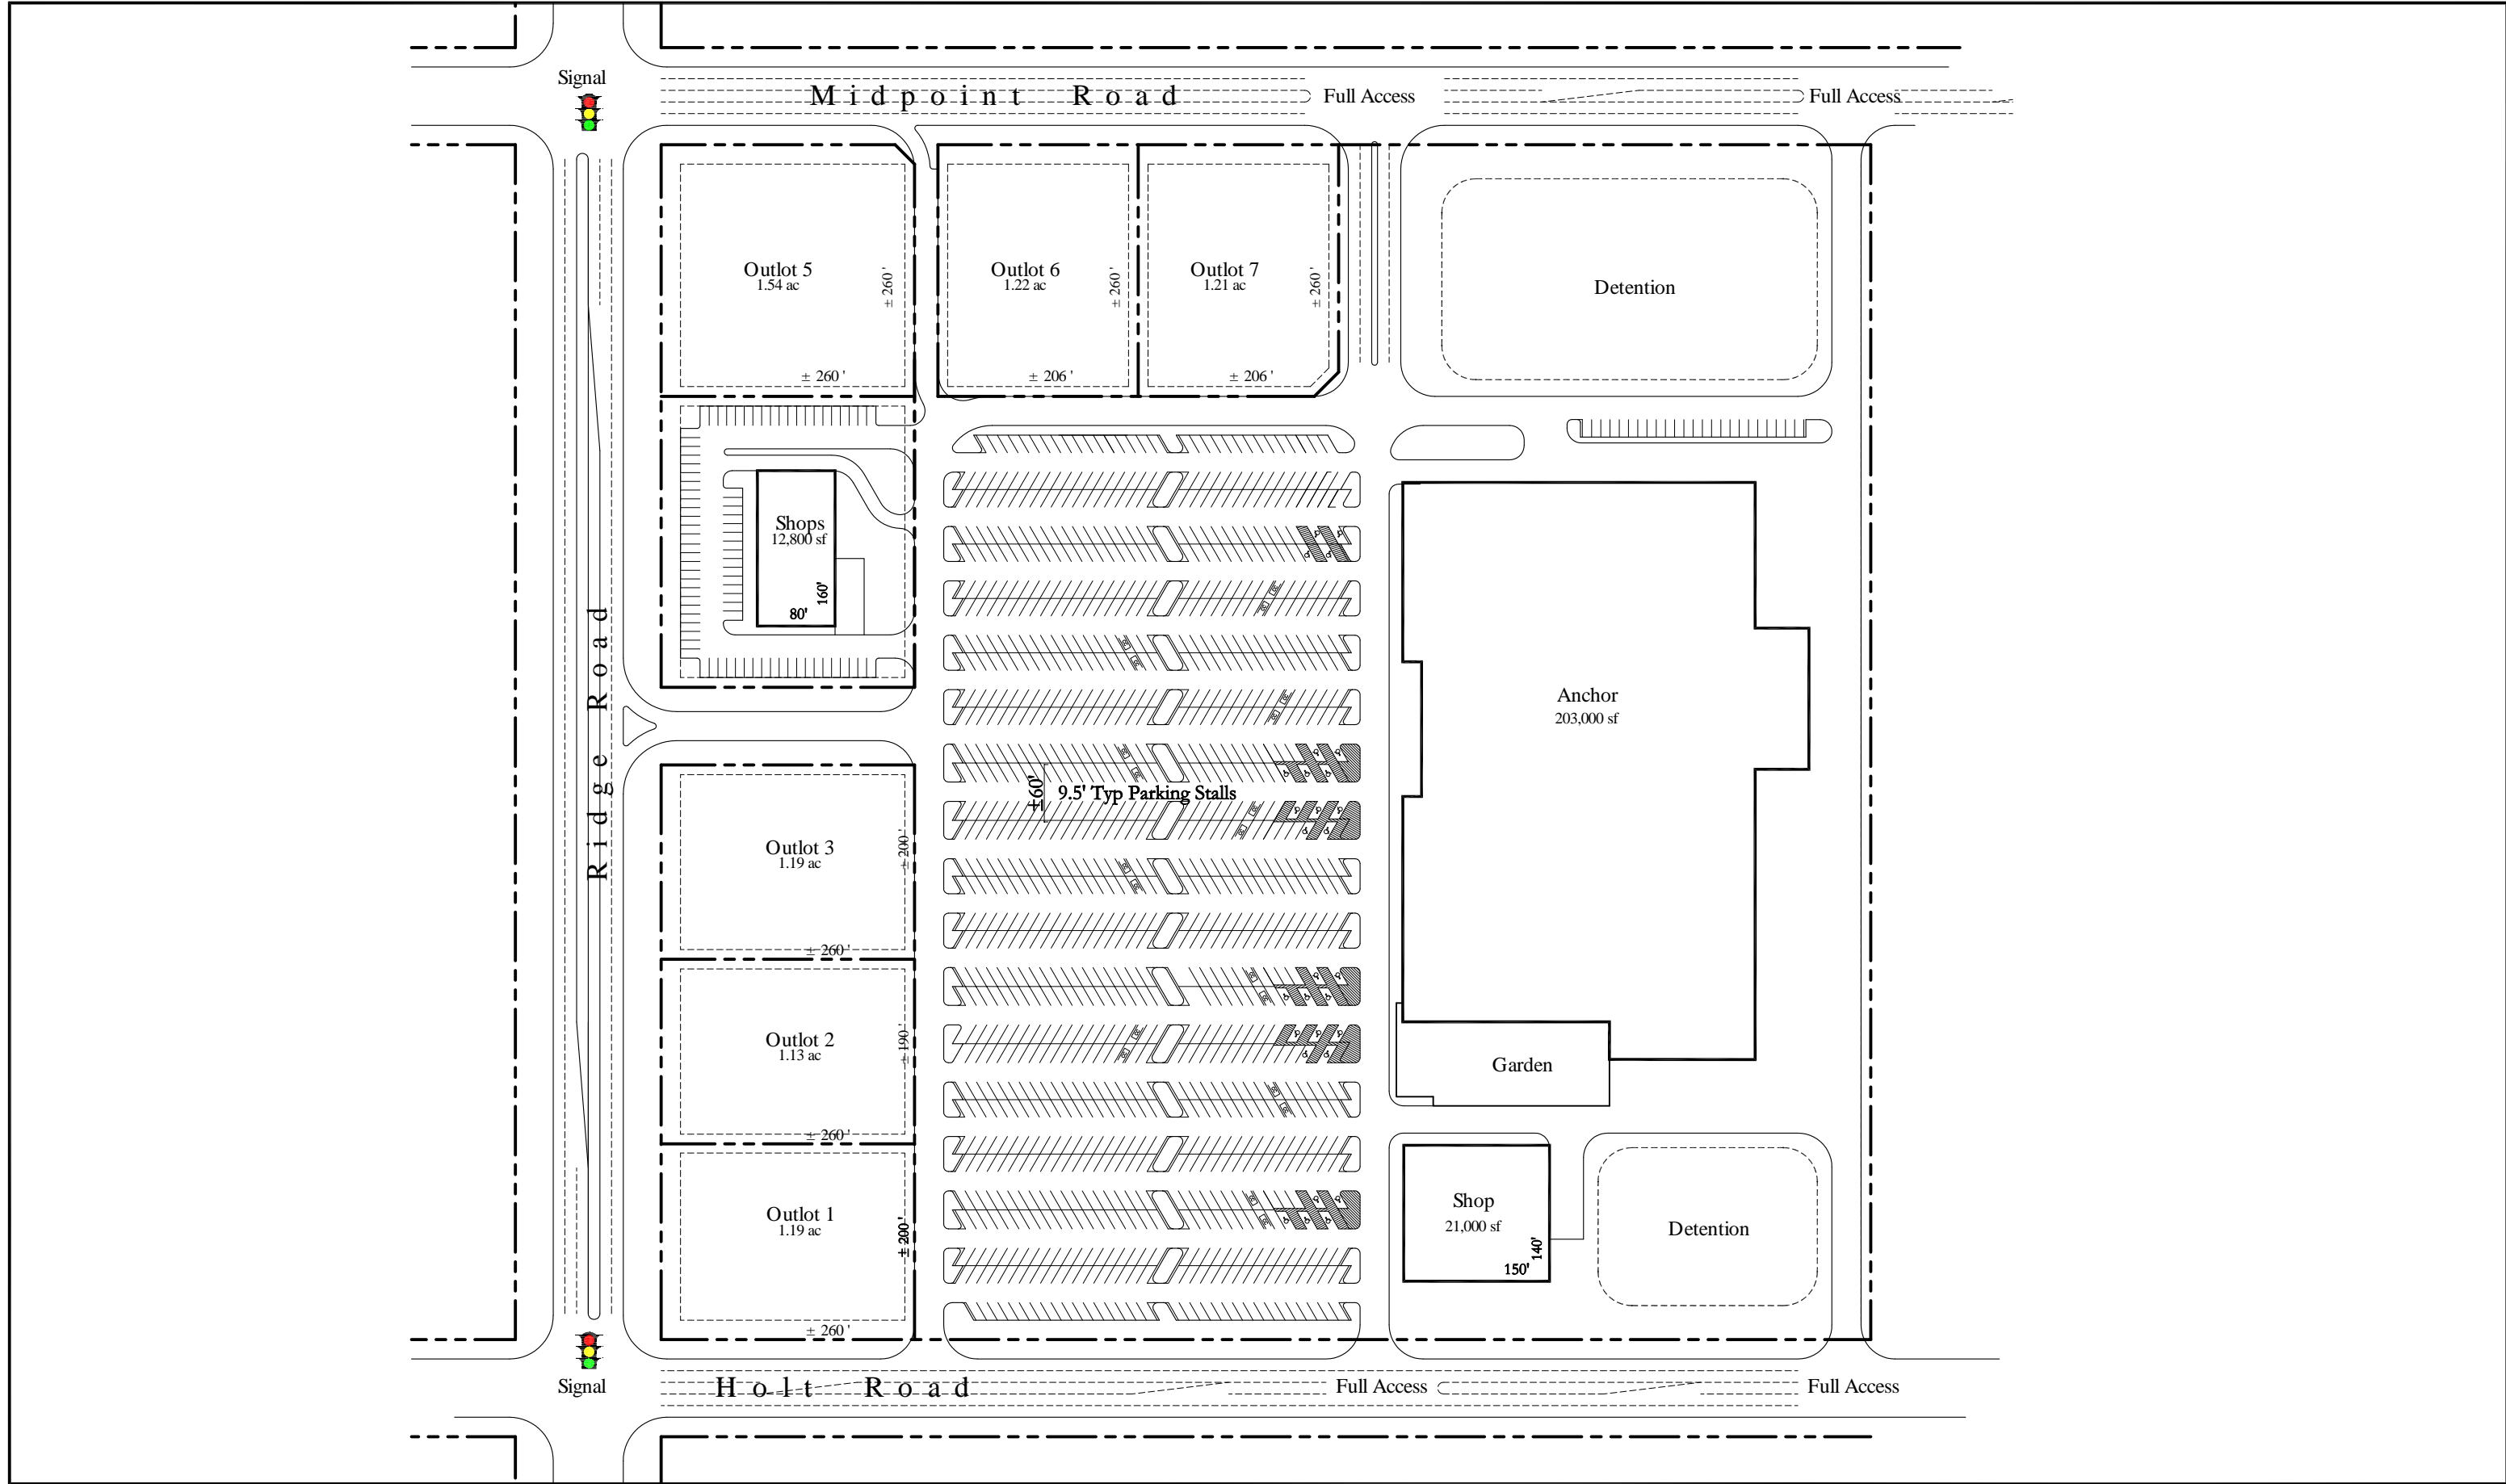 Signal
Midpoint Road
Full Access
Full Access
Outlot 5
1.54 ac
± 260 '
± 260 '
Outlot 6
1.22 ac
± 260 '
± 206 '
Outlot 7
1.21 ac
± 260 '
± 206 '
Detention
Shops
12,800 sf
160'
80'
Ridge Road
Anchor
203,000 sf
±60'
9.5' Typ Parking Stalls
Outlot 3
1.19 ac
± 200 '
± 260 '
Outlot 2
1.13 ac
± 190 '
± 260 '
Garden
Outlot 1
1.19 ac
± 200 '
± 260 '
Shop
21,000 sf
140'
150'
Detention
Signal
Holt Road
Full Access
Full Access